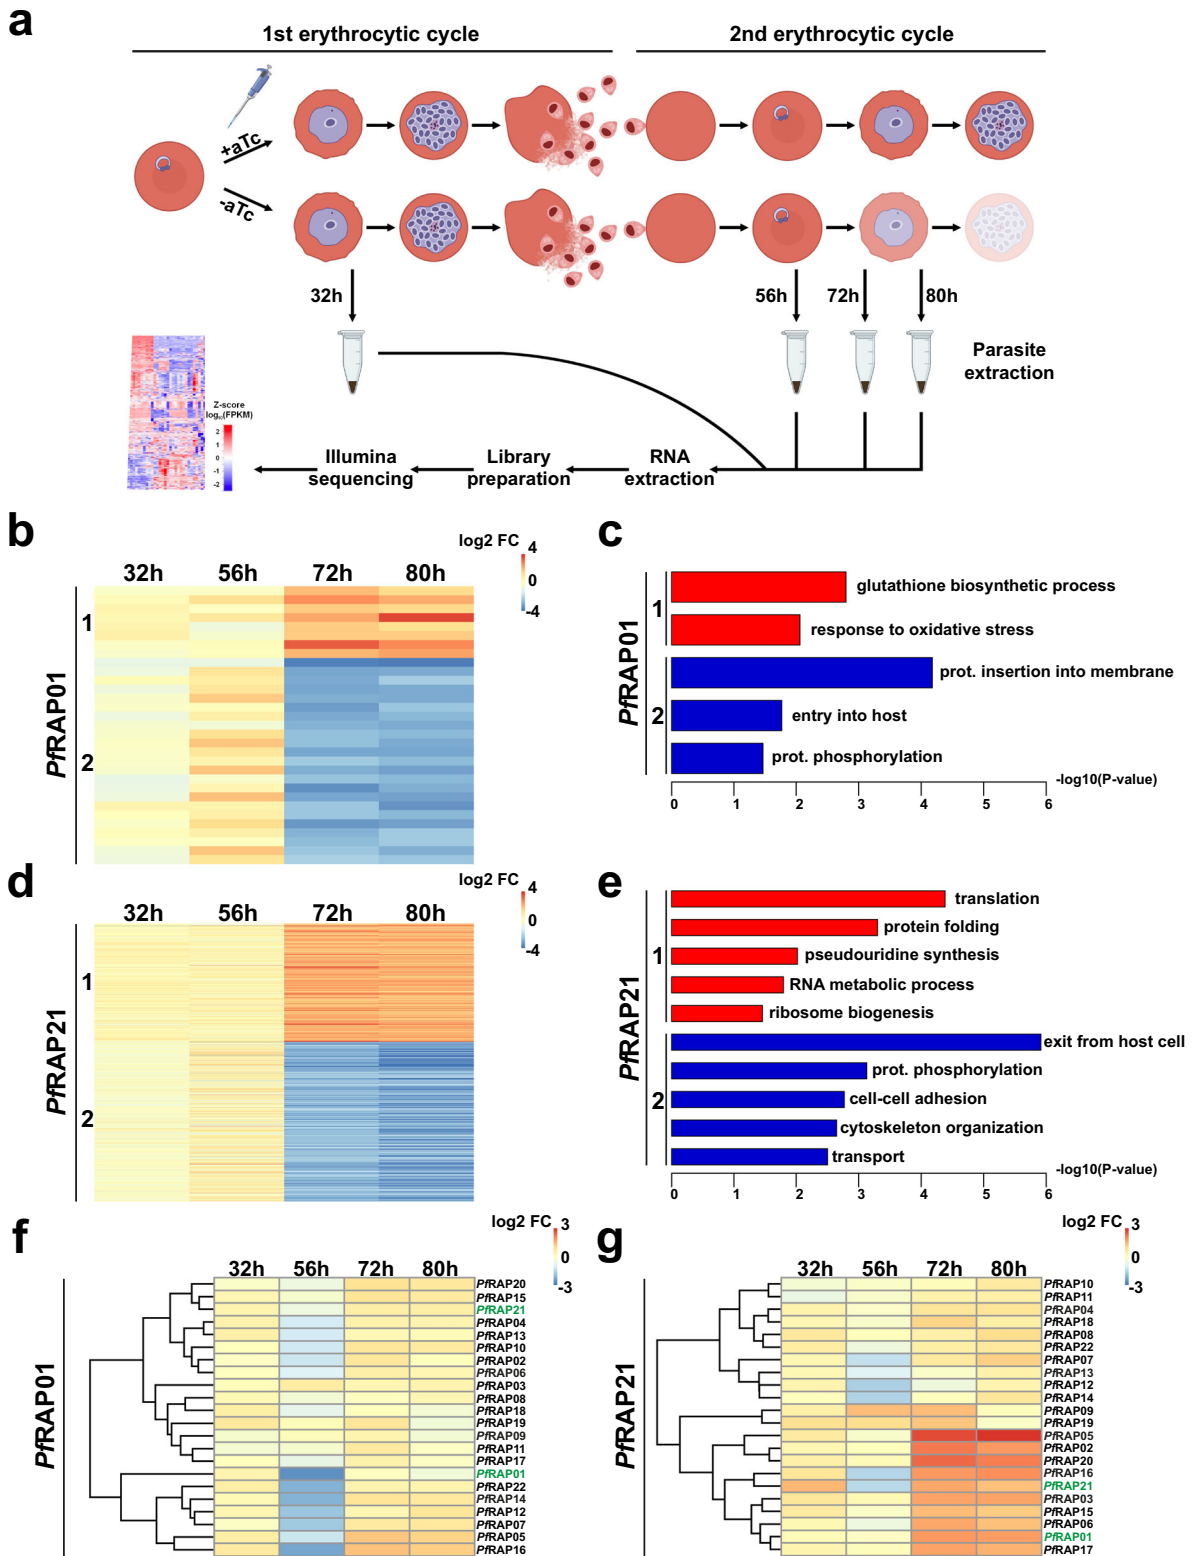 a
1st erythrocytic cycle
2nd erythrocytic cycle
+aTc
-aTc
32h
56h
72h
80h
Parasite
extraction
Z-score
log₁₀(FPKM)
2
1
0
-1
-2
Illumina
sequencing
Library
preparation
RNA
extraction
b
log2 FC
4
0
-4
32h 56h 72h 80h
PfRAP01
1
2
c
PfRAP01
1
2
glutathione biosynthetic process
response to oxidative stress
prot. insertion into membrane
entry into host
prot. phosphorylation
-log10(P-value)
0 1 2 3 4 5 6
d
log2 FC
4
0
-4
32h 56h 72h 80h
PfRAP21
1
2
e
PfRAP21
1
2
translation
protein folding
pseudouridine synthesis
RNA metabolic process
ribosome biogenesis
exit from host cell
prot. phosphorylation
cell-cell adhesion
cytoskeleton organization
transport
-log10(P-value)
0 1 2 3 4 5 6
f
log2 FC
3
0
-3
32h 56h 72h 80h
PfRAP01
PfRAP20
PfRAP15
PfRAP21
PfRAP04
PfRAP13
PfRAP10
PfRAP02
PfRAP06
PfRAP03
PfRAP08
PfRAP18
PfRAP19
PfRAP09
PfRAP11
PfRAP17
PfRAP01
PfRAP22
PfRAP14
PfRAP12
PfRAP07
PfRAP05
PfRAP16
g
log2 FC
3
0
-3
32h 56h 72h 80h
PfRAP21
PfRAP10
PfRAP11
PfRAP04
PfRAP18
PfRAP08
PfRAP22
PfRAP07
PfRAP13
PfRAP12
PfRAP14
PfRAP09
PfRAP19
PfRAP05
PfRAP02
PfRAP20
PfRAP16
PfRAP21
PfRAP03
PfRAP15
PfRAP06
PfRAP01
PfRAP17